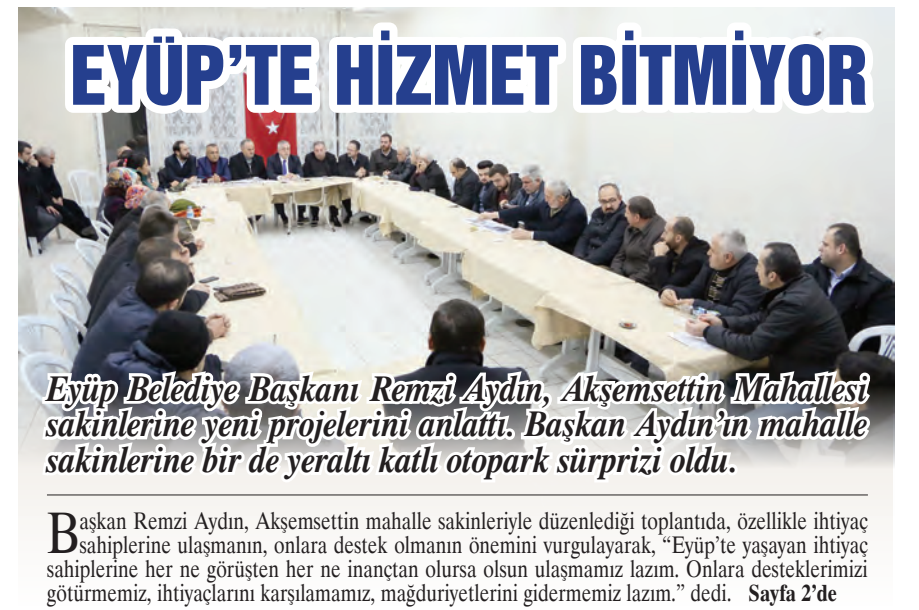 EYÜP’TE HİZMET BİTMİYOR
Eyüp Belediye Başkanı Remzi Aydın, Akşemsettin Mahallesi
sakinlerine yeni projelerini anlattı. Başkan Aydın’ın mahalle
sakinlerine bir de yeraltı katlı otopark sürprizi oldu.
Başkan Remzi Aydın, Akşemsettin mahalle sakinleriyle düzenlediği toplantıda, özellikle ihtiyaç
sahiplerine ulaşmanın, onlara destek olmanın önemini vurgulayarak, “Eyüp’te yaşayan ihtiyaç
sahiplerine her ne görüşten her ne inançtan olursa olsun ulaşmamız lazım. Onlara desteklerimizi
götürmemiz, ihtiyaçlarını karşılamamız, mağduriyetlerini gidermemiz lazım.” dedi. Sayfa 2’de